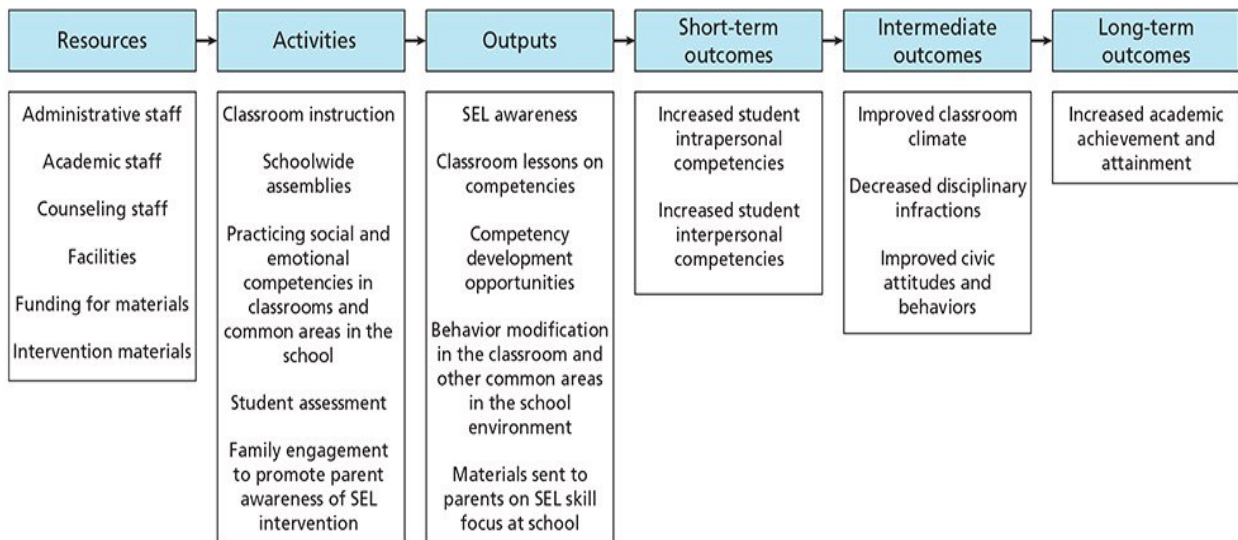 Resources
Activities
Outputs
Short-term
outcomes
Intermediate
outcomes
Long-term
outcomes
Administrative staff
Academic staff
Counseling staff
Facilities
Funding for materials
Intervention materials
Classroom instruction
Schoolwide
assemblies
Practicing social and
emotional
competencies in
classrooms and
common areas in the
school
Student assessment
Family engagement
to promote parent
awareness of SEL
intervention
SEL awareness
Classroom lessons on
competencies
Competency
development
opportunities
Behavior modification
in the classroom and
other common areas
in the school
environment
Materials sent to
parents on SEL skill
focus at school
Increased student
intrapersonal
competencies
Increased student
interpersonal
competencies
Improved classroom
climate
Decreased disciplinary
infractions
Improved civic
attitudes and
behaviors
Increased academic
achievement and
attainment